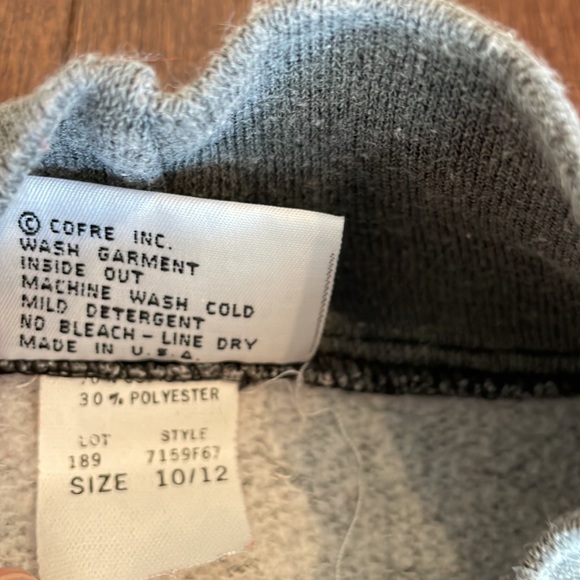 © COFRE INC.
WASH GARMENT
INSIDE OUT
MACHINE WASH COLD
MILD DETERGENT
NO BLEACH - LINE DRY
MADE IN U.S.A.
30% POLYESTER
LOT STYLE
189 7159F67
SIZE 10/12